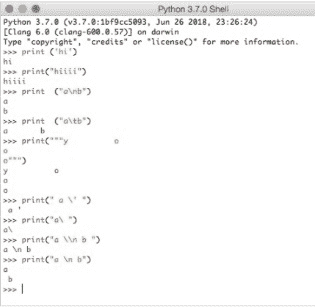 Python 3.7.0 Shell
Python 3.7.0 (v3.7.0:1bf9cc5093, Jun 26 2018, 23:26:24)
[Clang 6.0 (clang-600.0.57)] on darwin
Type "copyright", "credits" or "license()" for more information.
>>> print ('hi')
hi
>>> print("hiiii")
hiiii
>>> print  ("a\nb")
a
b
>>> print  ("a\tb")
a       b
>>> print("""y          o
o
o""")
y          o
o
o
>>> print(" a \' ")
 a '
>>> print("a\ ")
a\
>>> print("a \\n b ")
a \n b
>>> print("a \n b")
a
 b
>>>